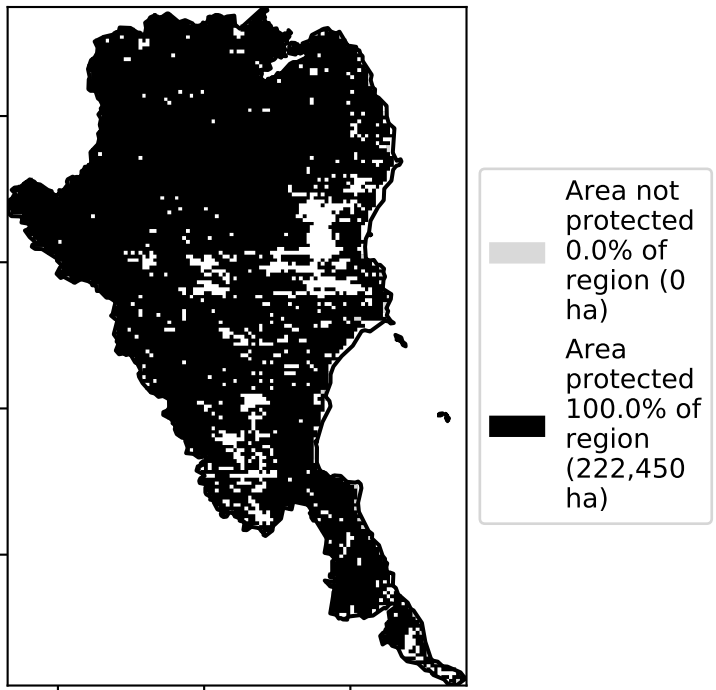 Area not
protected
0.0% of
region (0
ha)
Area
protected
100.0% of
region
(222,450
ha)